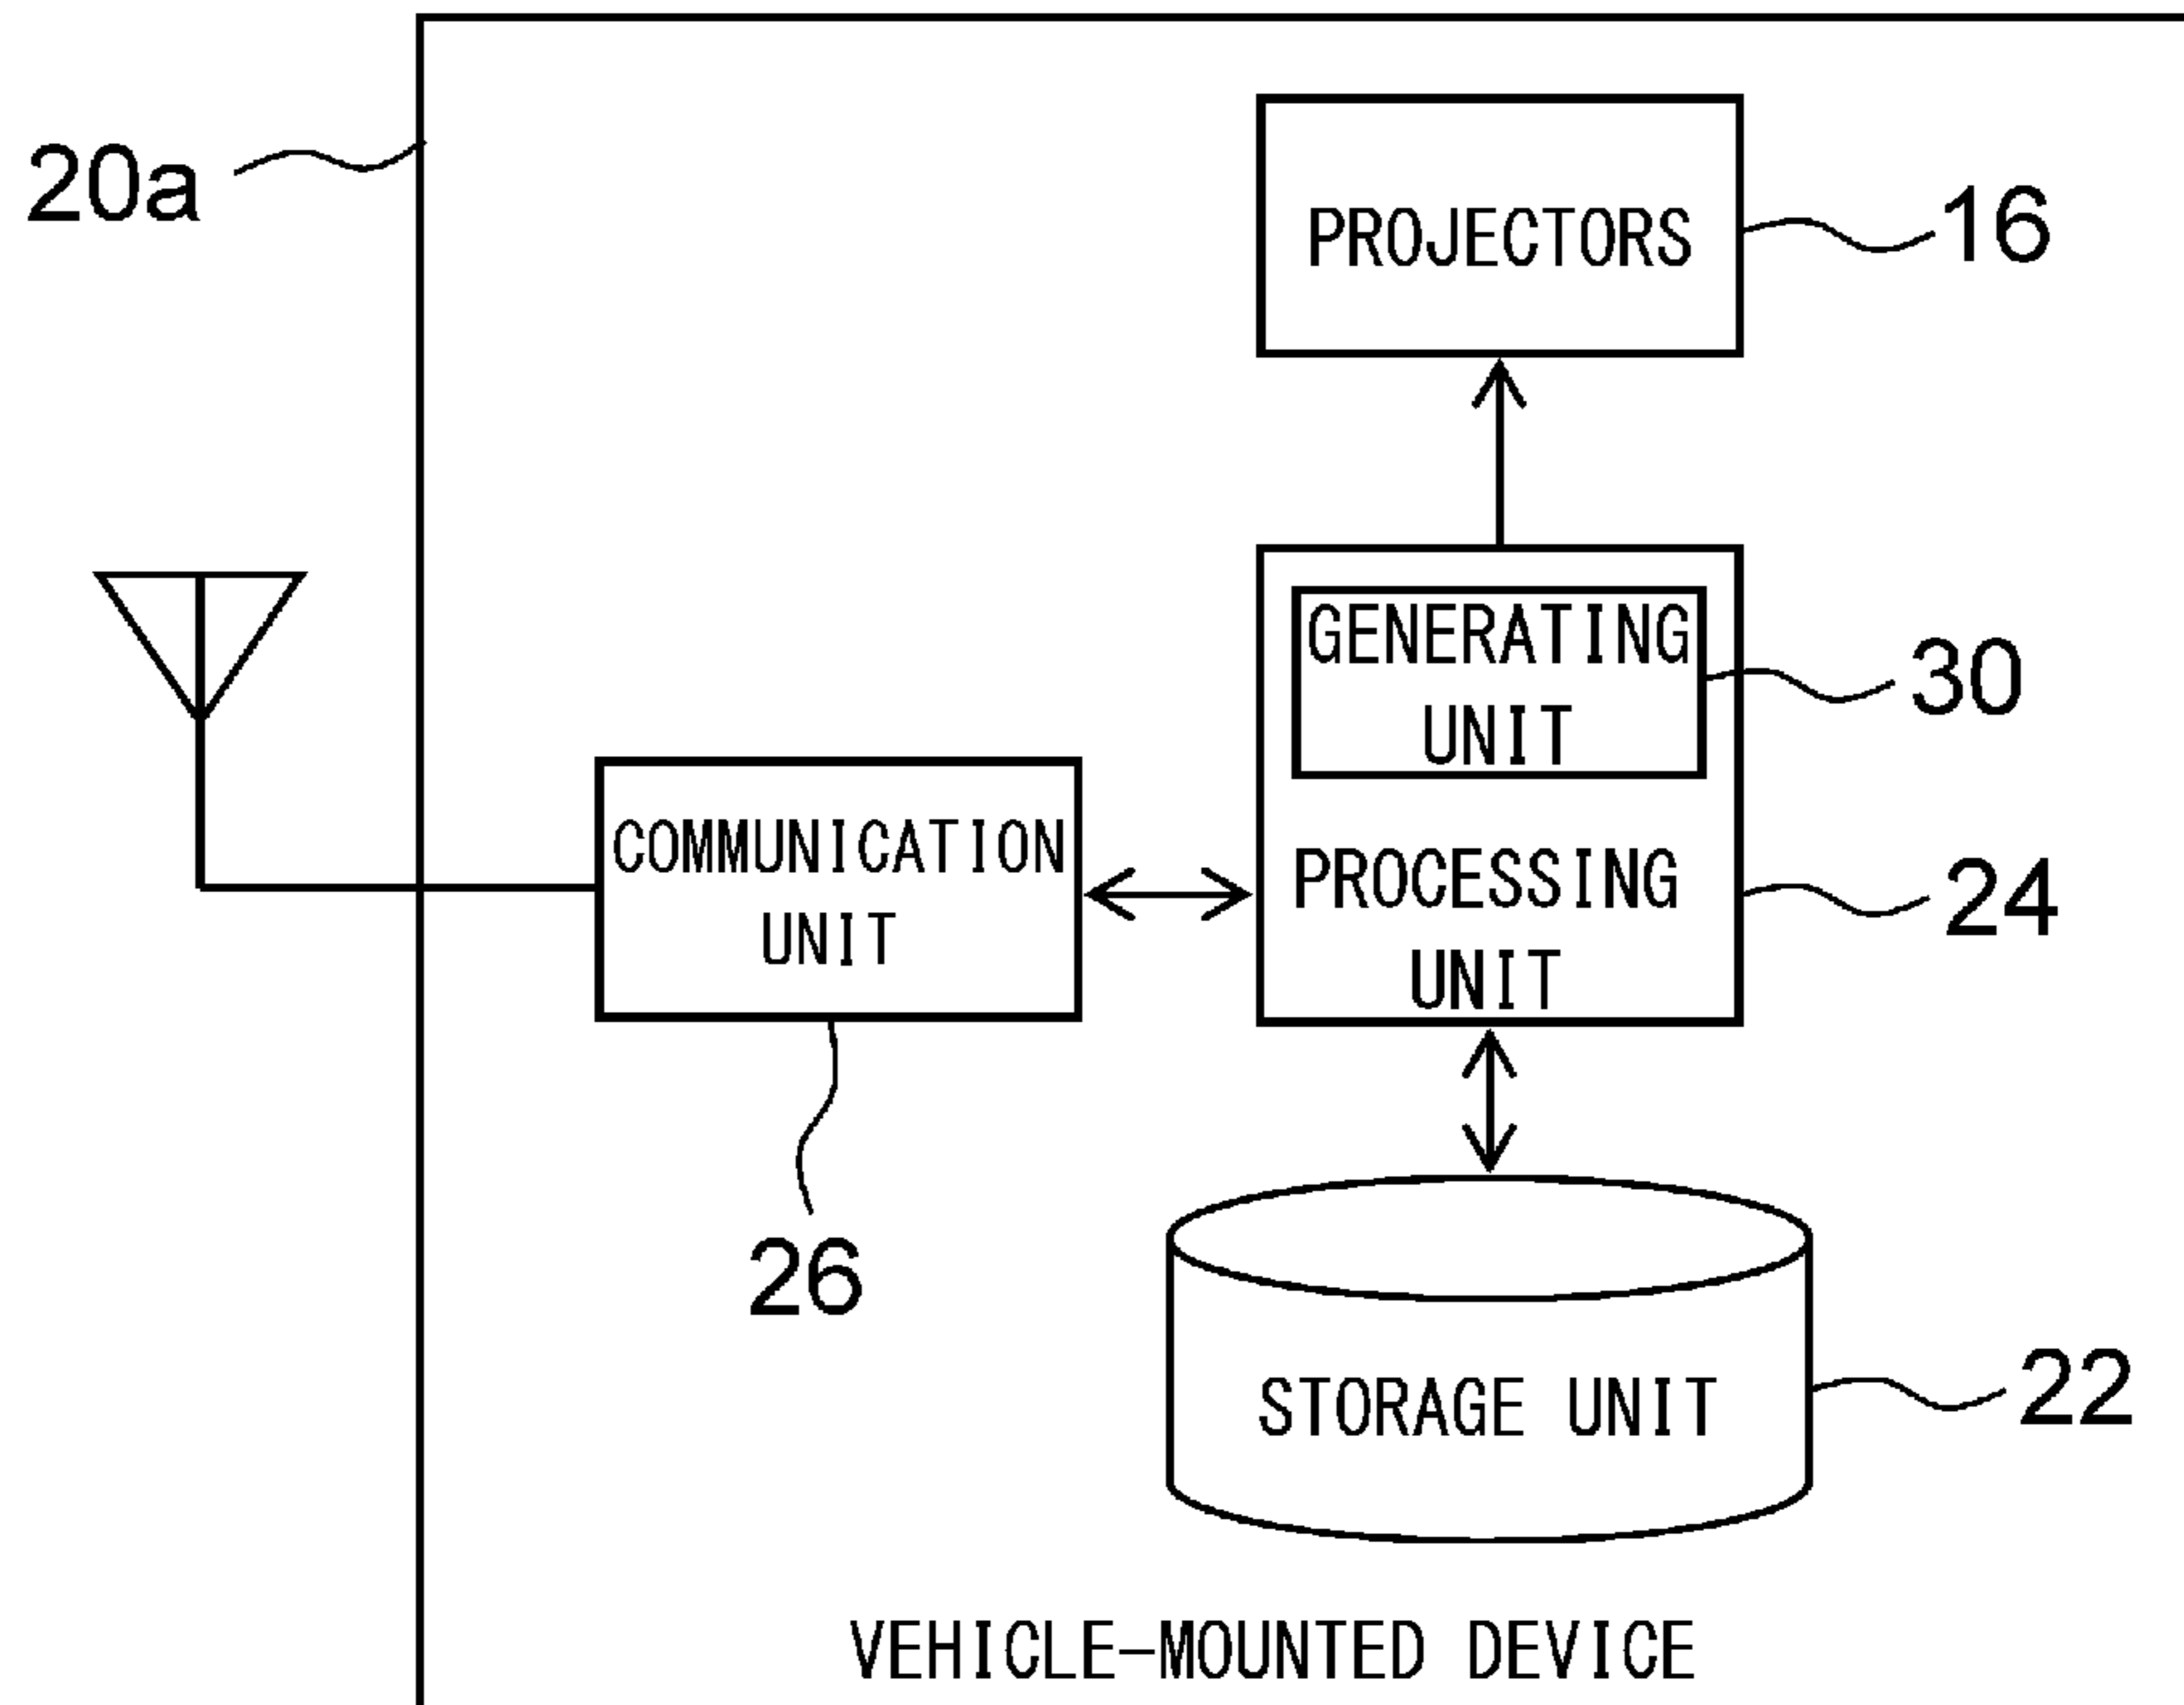 20a
PROJECTORS
16
GENERATING
UNIT
30
COMMUNICATION
UNIT
PROCESSING
UNIT
24
26
STORAGE UNIT
22
VEHICLE-MOUNTED DEVICE